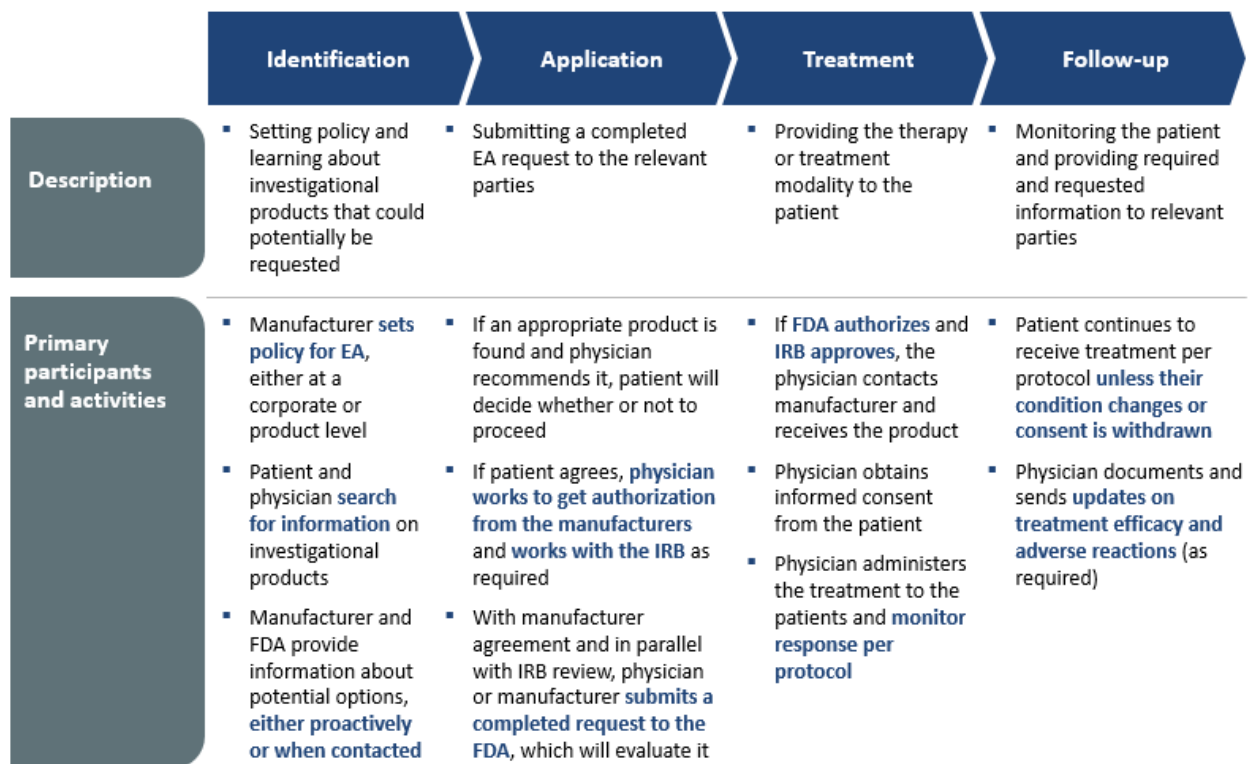 Identification
Application
Treatment
Follow-up
Description
▪ Setting policy and
learning about
investigational
products that could
potentially be
requested
▪ Submitting a completed
EA request to the relevant
parties
▪ Providing the therapy
or treatment
modality to the
patient
▪ Monitoring the patient
and providing required
and requested
information to relevant
parties
Primary
participants
and activities
▪ Manufacturer sets
policy for EA,
either at a
corporate or
product level
▪ Patient and
physician search
for information on
investigational
products
▪ Manufacturer and
FDA provide
information about
potential options,
either proactively
or when contacted
▪ If an appropriate product is
found and physician
recommends it, patient will
decide whether or not to
proceed
▪ If patient agrees, physician
works to get authorization
from the manufacturers
and works with the IRB as
required
▪ With manufacturer
agreement and in parallel
with IRB review, physician
or manufacturer submits a
completed request to the
FDA, which will evaluate it
▪ If FDA authorizes and
IRB approves, the
physician contacts
manufacturer and
receives the product
▪ Physician obtains
informed consent
from the patient
▪ Physician administers
the treatment to the
patients and monitor
response per
protocol
▪ Patient continues to
receive treatment per
protocol unless their
condition changes or
consent is withdrawn
▪ Physician documents and
sends updates on
treatment efficacy and
adverse reactions (as
required)